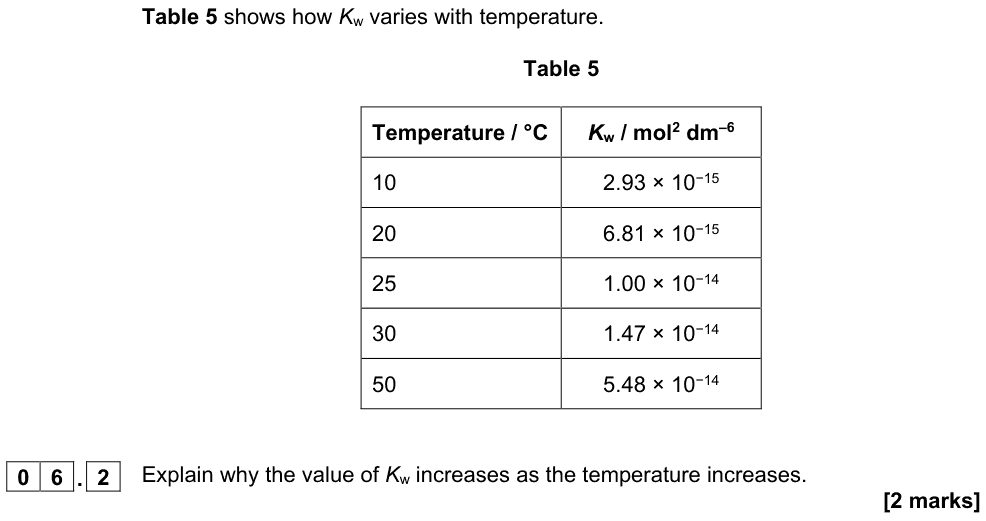 Table 5 shows how Kw varies with temperature.
Table 5
Temperature / °C Kw / mol² dm⁻⁶
10 2.93 × 10⁻¹⁵
20 6.81 × 10⁻¹⁵
25 1.00 × 10⁻¹⁴
30 1.47 × 10⁻¹⁴
50 5.48 × 10⁻¹⁴
0 6 . 2 Explain why the value of Kw increases as the temperature increases.
[2 marks]